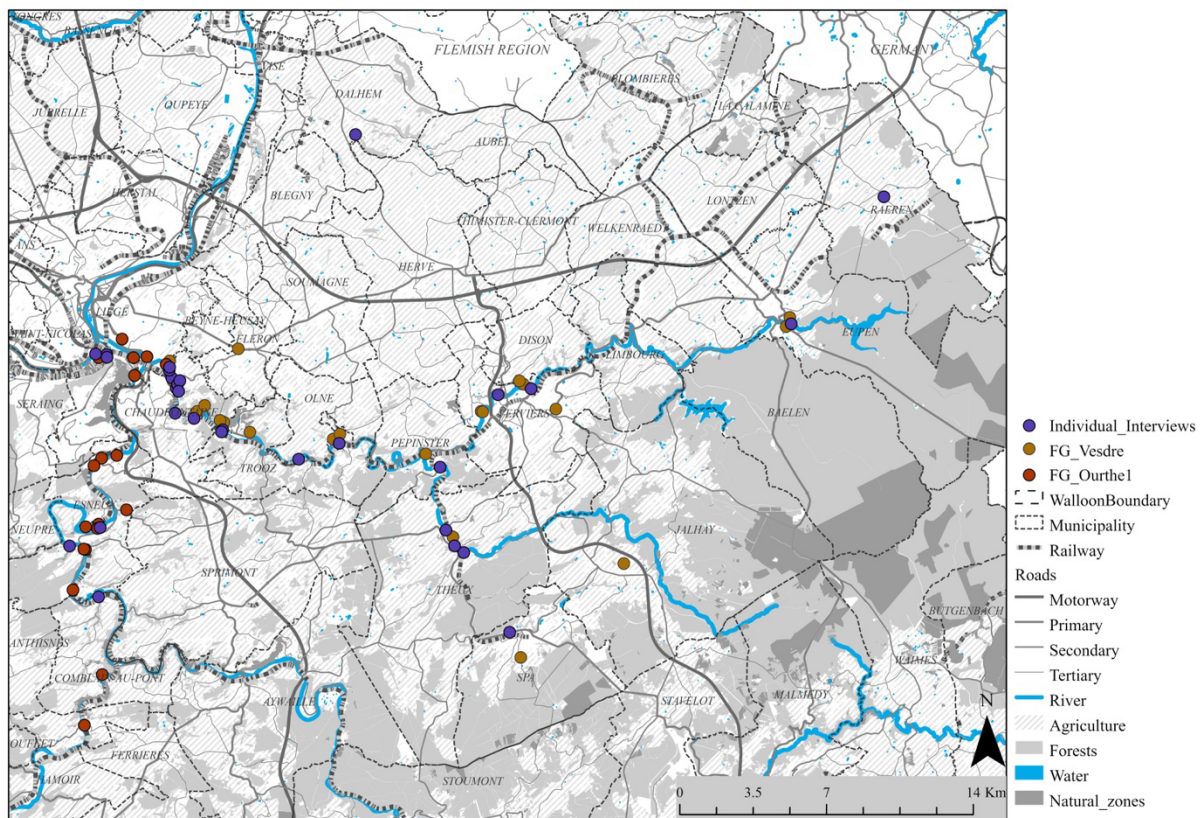 FLEMISH REGION
GERMANY
VISE
DALHEM
PLOMBIERES
JUPRELLE
OUPEYE
LA CALAMINE
AUBEL
HERSTAL
BLEGNY
LONTZEN
RAEREN
THIMISTER-CLERMONT
WELKENRAEDT
ANS
HERVE
SOUMAGNE
LIEGE
SAINT-NICOLAS
BEYNE-HEUSAY
FLERON
DISON
EUPEN
LIMBOURG
SERAING
OLNE
CHAUDFONTAINE
VERVIERS
BAELEN
PEPINSTER
TROOZ
ESNEUX
NEUPRE
JALHAY
SPRIMONT
THEUX
BUTGENBACH
ANTHISNES
WAIMES
COMBLAIN-AU-PONT
SPA
AYWAILLE
STAVELOT
MALMEDY
OUFFET
FERRIERES
HAMOIR
STOUMONT
N
0 3.5 7 14 Km
Individual_Interviews
FG_Vesdre
FG_Ourthe1
WalloonBoundary
Municipality
Railway
Roads
Motorway
Primary
Secondary
Tertiary
River
Agriculture
Forests
Water
Natural_zones